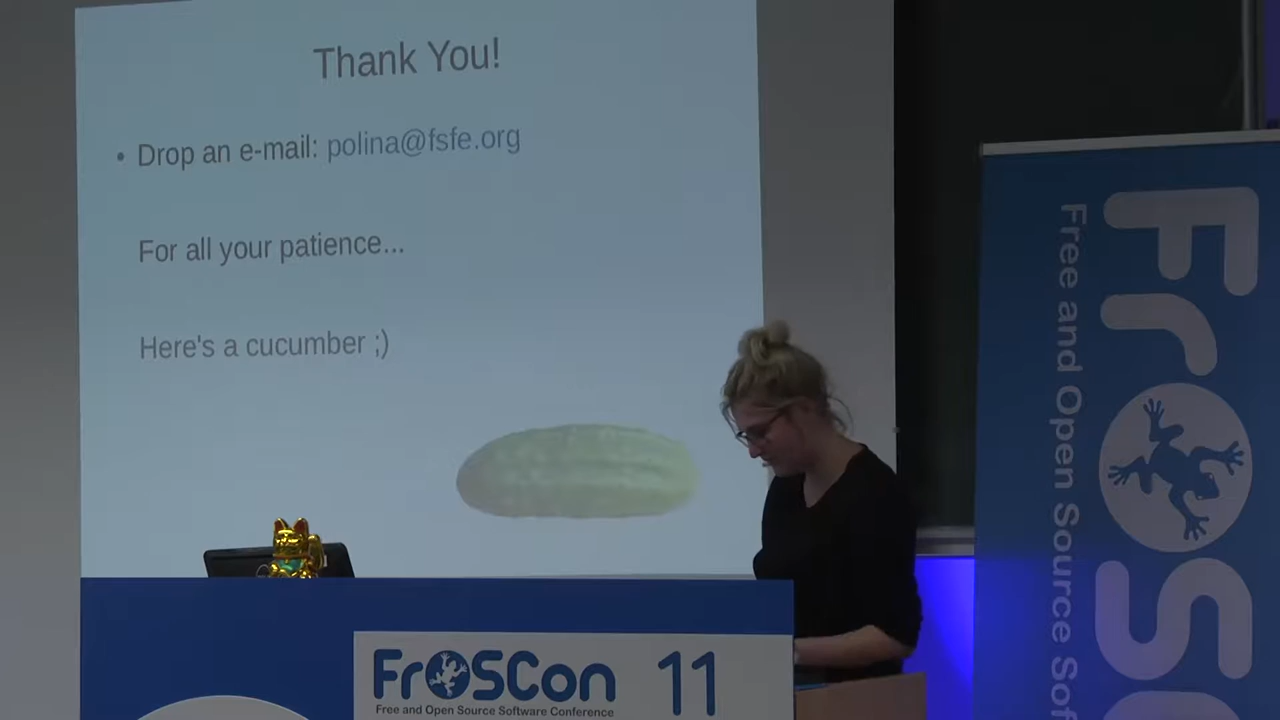 Thank You!
• Drop an e-mail: polina@fsfe.org
For all your patience...
Here's a cucumber ;)
FrOSCon 11
Free and Open Source Software Conference
FrOSC
Free and Open Source Sof